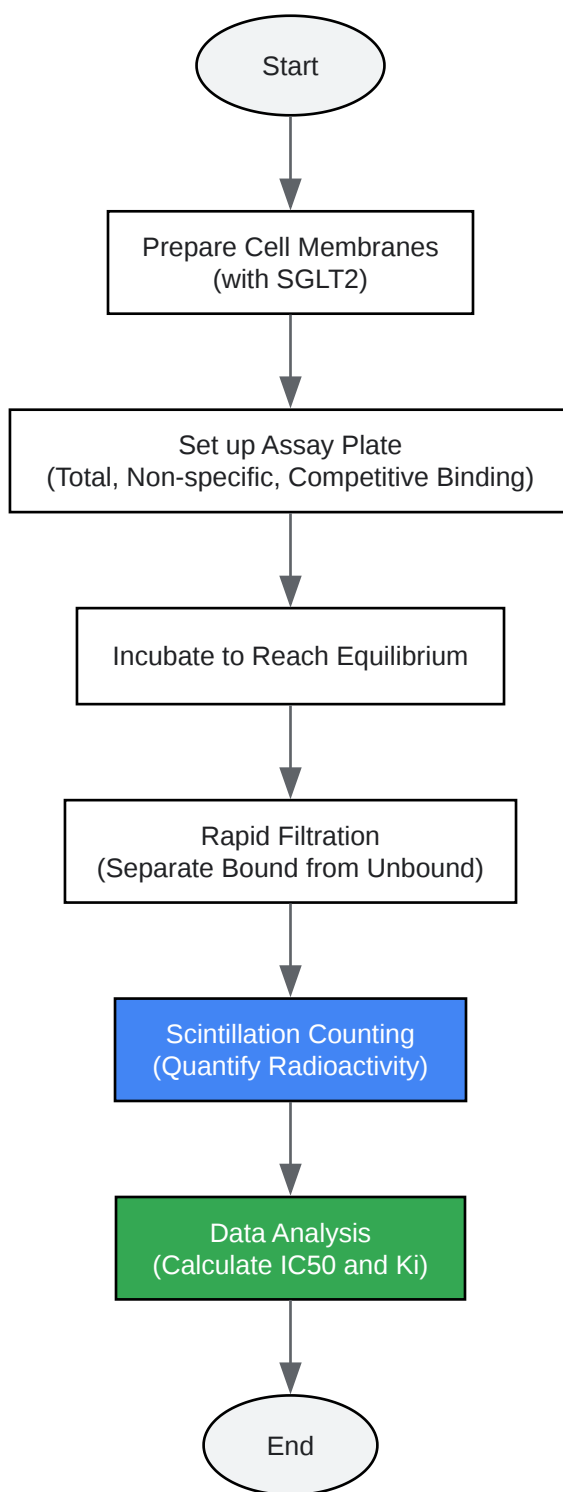 Start
Prepare Cell Membranes
(with SGLT2)
Set up Assay Plate
(Total, Non-specific, Competitive Binding)
Incubate to Reach Equilibrium
Rapid Filtration
(Separate Bound from Unbound)
Scintillation Counting
(Quantify Radioactivity)
Data Analysis
(Calculate IC50 and Ki)
End